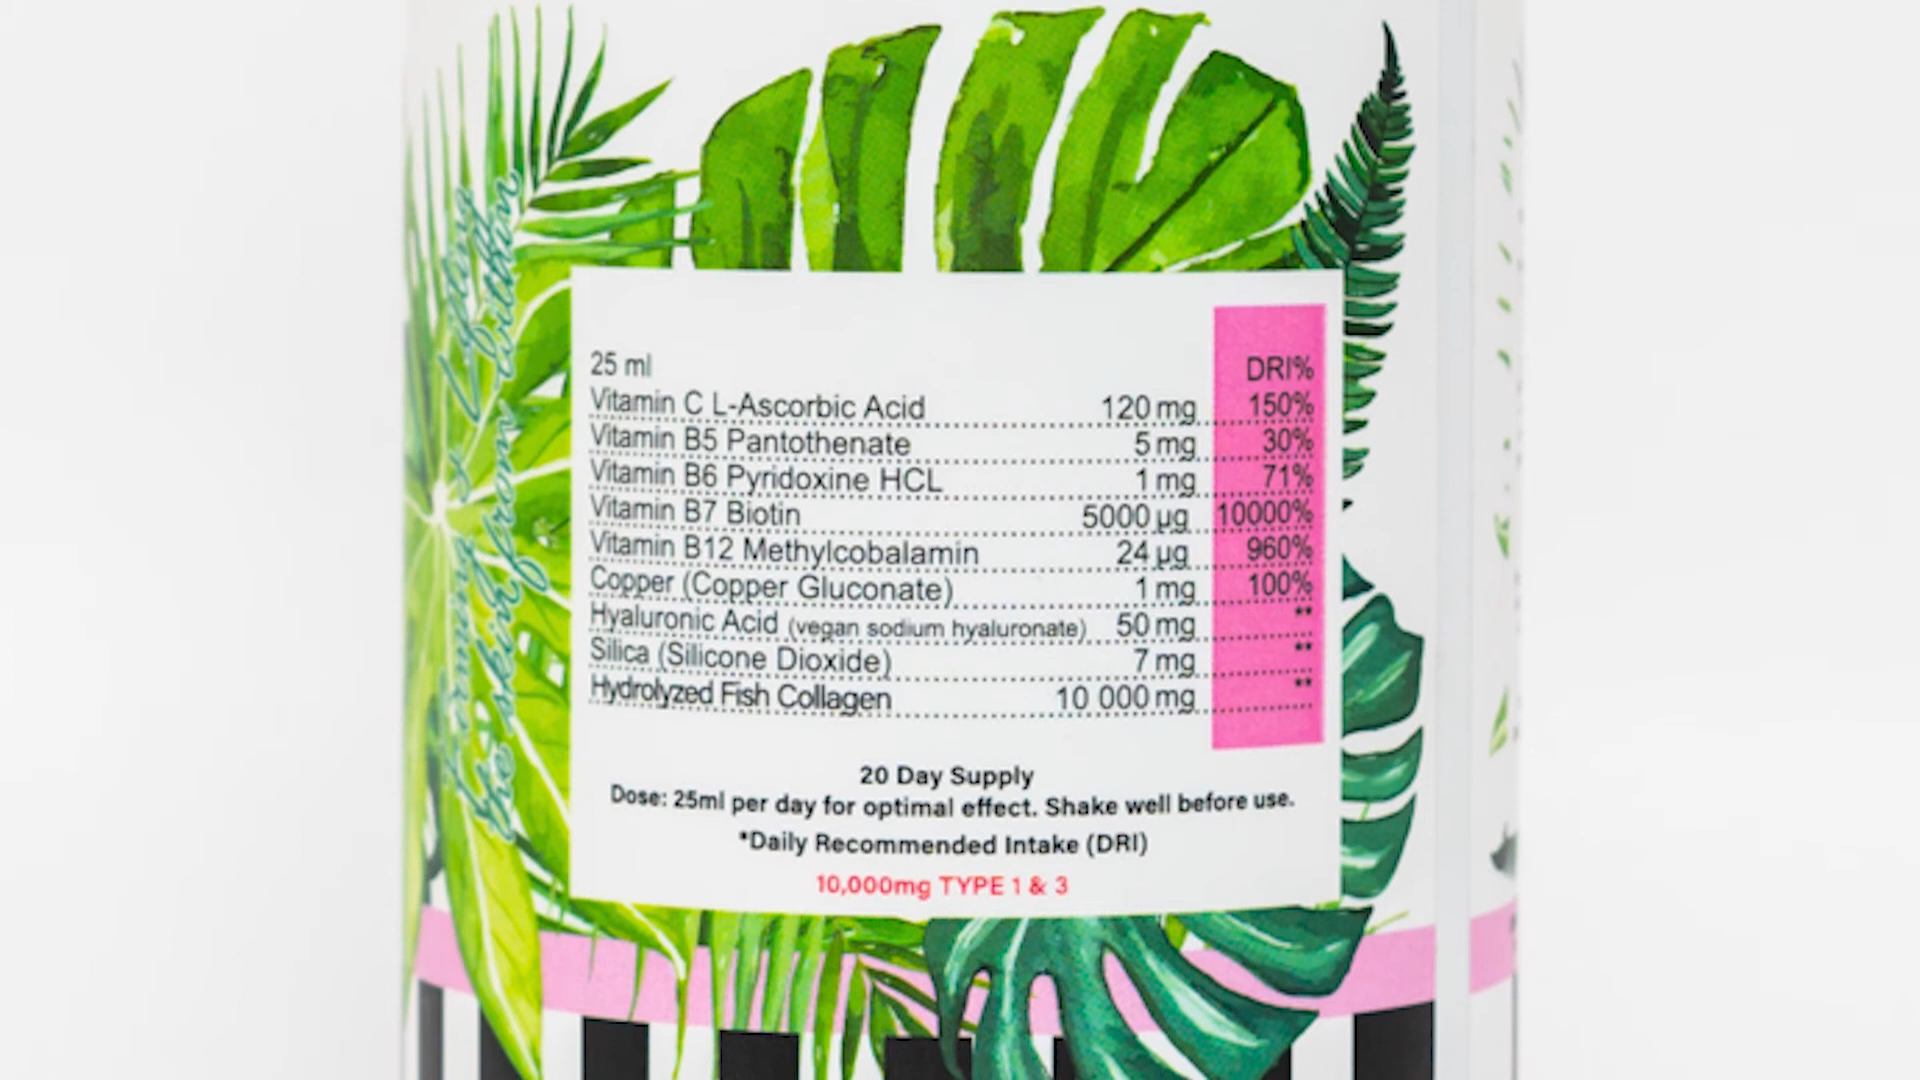 25 ml DRI%
Vitamin C L-Ascorbic Acid 120 mg 150%
Vitamin B5 Pantothenate 5 mg 30%
Vitamin B6 Pyridoxine HCL 1 mg 71%
Vitamin B7 Biotin 5000 µg 10000%
Vitamin B12 Methylcobalamin 24 µg 960%
Copper (Copper Gluconate) 1 mg 100%
Hyaluronic Acid (vegan sodium hyaluronate) 50 mg **
Silica (Silicone Dioxide) 7 mg **
Hydrolyzed Fish Collagen 10 000 mg **
20 Day Supply
Dose: 25ml per day for optimal effect. Shake well before use.
*Daily Recommended Intake (DRI)
10,000mg TYPE 1 & 3
the skin from within